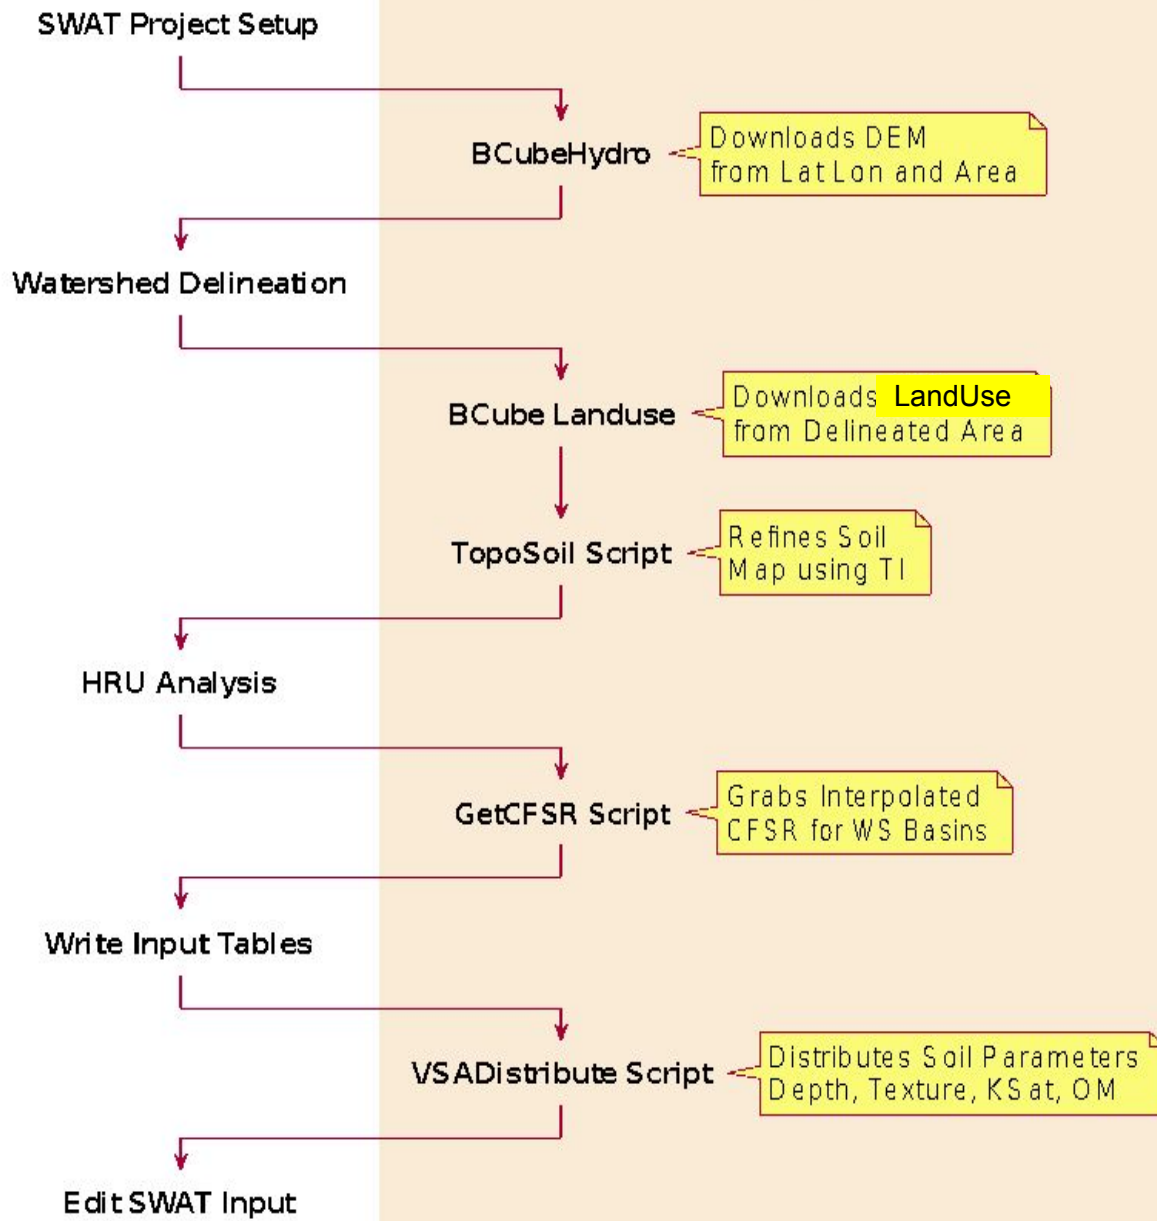 SWAT Project Setup
BCubeHydro
Downloads DEM
from Lat Lon and Area
Watershed Delineation
BCube Landuse
Downloads LandUse
from Delineated Area
TopoSoil Script
Refines Soil
Map using TI
HRU Analysis
GetCFSR Script
Grabs Interpolated
CFSR for WS Basins
Write Input Tables
VSADistribute Script
Distributes Soil Parameters
Depth, Texture, KSat, OM
Edit SWAT Input